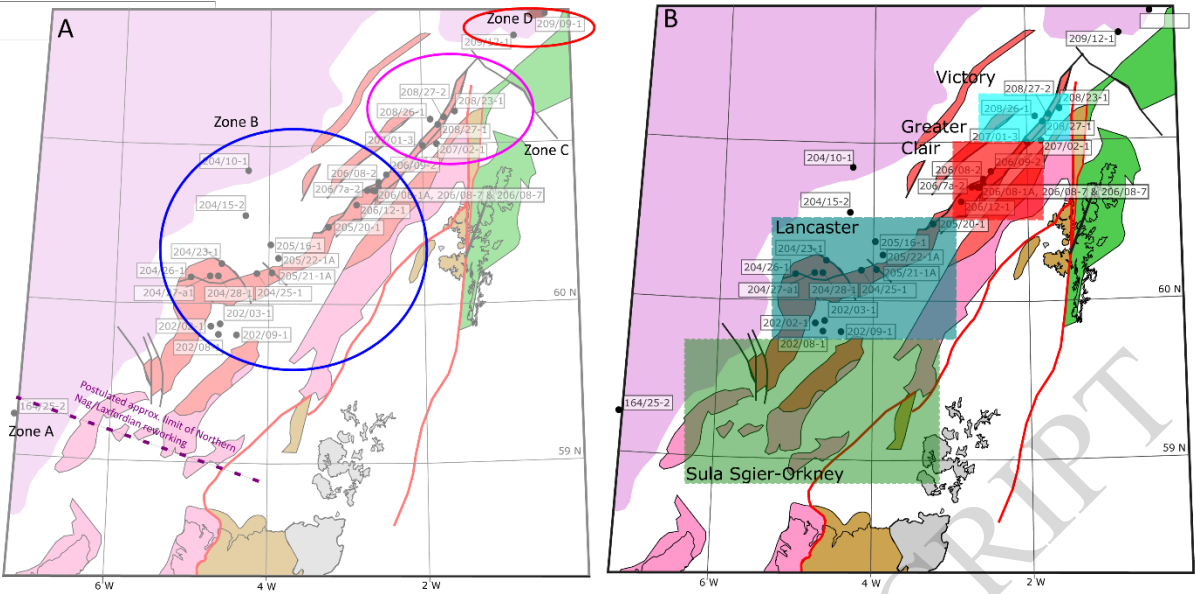 A
Zone D
209/09-1
209/12-1
208/27-2
208/23-1
208/26-1
Zone B
208/27-1
207/01-3
207/02-1
Zone C
204/10-1
206/09-2
206/08-2
206/7a-2
206/08-1A, 206/08-7 & 206/08-7
204/15-2
206/12-1
205/20-1
204/23-1
205/16-1
205/22-1A
204/26-1
205/21-1A
204/27-a1
204/28-1
204/25-1
60 N
202/03-1
202/02-1
202/09-1
202/08-1
Postulated approx. limit of Northern
Nag/Laxfordian reworking
164/25-2
Zone A
59 N
6 W
4 W
2 W
B
209/12-1
Victory
208/27-2
208/23-1
208/26-1
Greater
Clair
208/27-1
207/01-3
207/02-1
204/10-1
206/09-2
206/08-2
206/7a-2
206/08-1A, 206/08-7 & 206/08-7
204/15-2
206/12-1
205/20-1
Lancaster
204/23-1
205/16-1
205/22-1A
204/26-1
205/21-1A
204/27-a1
204/28-1
204/25-1
60 N
202/03-1
202/02-1
202/09-1
202/08-1
164/25-2
59 N
Sula Sgier-Orkney
6 W
4 W
2 W
CRIPT